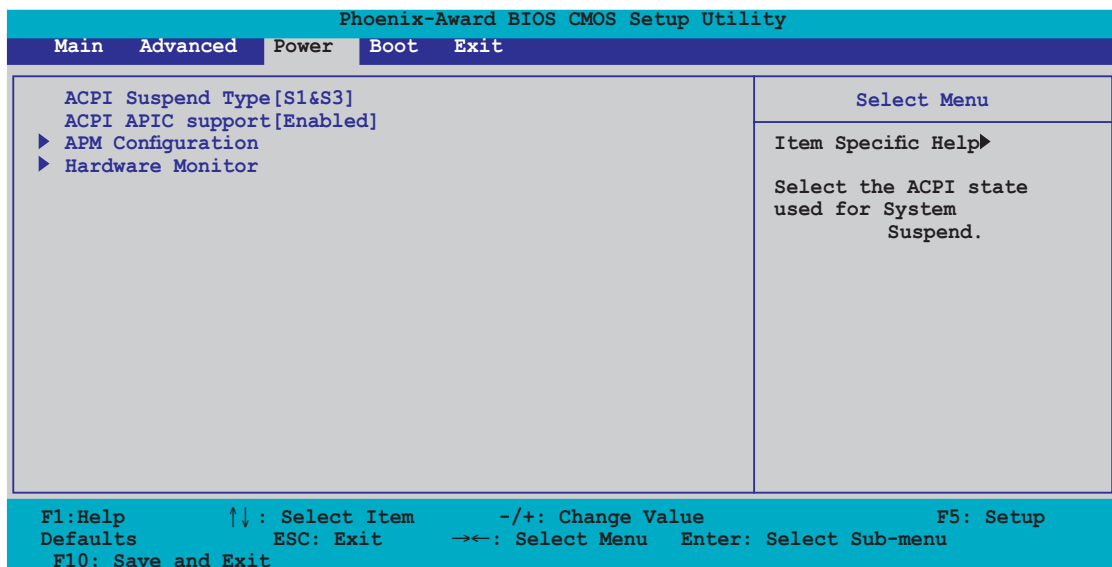 Phoenix-Award BIOS CMOS Setup Utility
Main Advanced Power Boot Exit
ACPI Suspend Type[S1&S3]
ACPI APIC support[Enabled]
APM Configuration
Hardware Monitor
Select Menu
Item Specific Help
Select the ACPI state
used for System
Suspend.
F1:Help ↑↓: Select Item -/+: Change Value F5: Setup
Defaults ESC: Exit →←: Select Menu Enter: Select Sub-menu
F10: Save and Exit